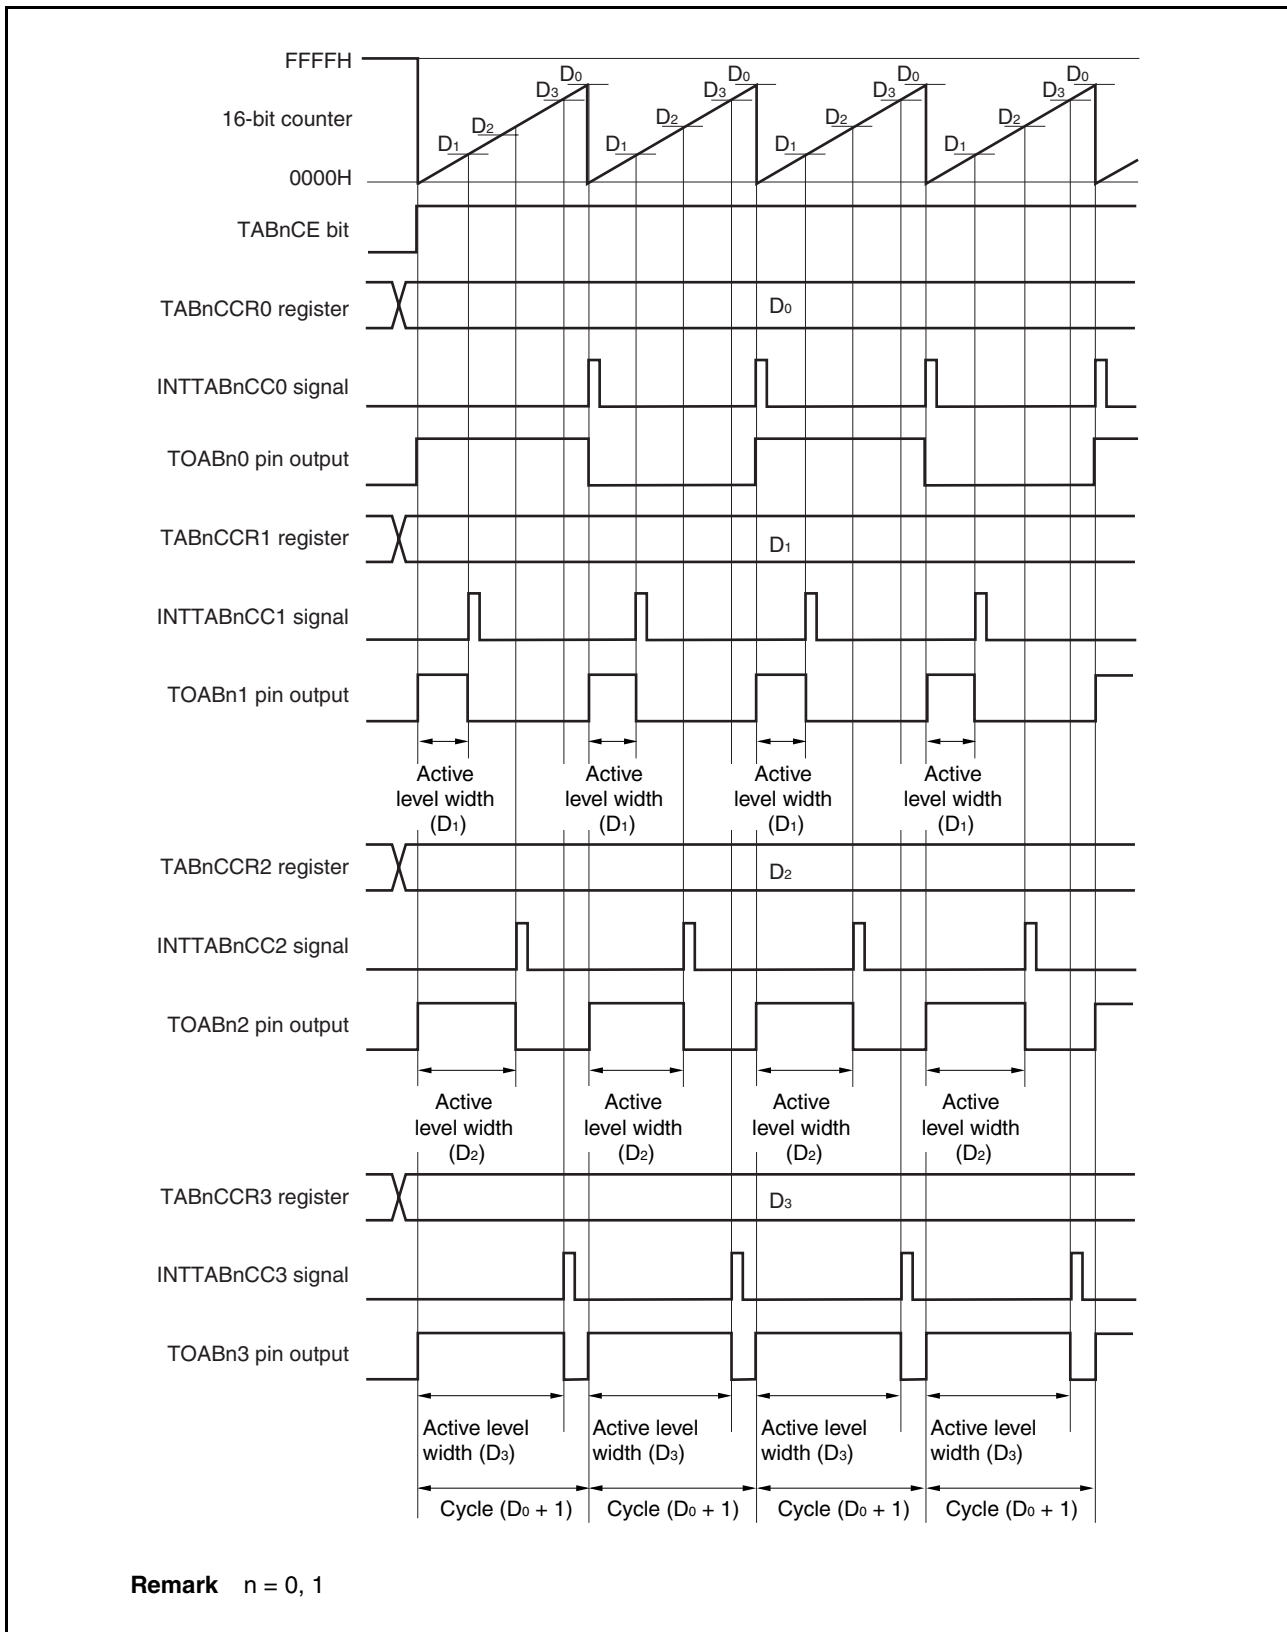 FFFFH
D0 D0 D0 D0
D3 D3 D3 D3
16-bit counter
D2 D2 D2 D2
D1 D1 D1 D1
0000H
TABnCE bit
TABnCCR0 register
D0
INTTABnCC0 signal
TOABn0 pin output
TABnCCR1 register
D1
INTTABnCC1 signal
TOABn1 pin output
Active Active Active Active
level width level width level width level width
(D1) (D1) (D1) (D1)
TABnCCR2 register
D2
INTTABnCC2 signal
TOABn2 pin output
Active Active Active Active
level width level width level width level width
(D2) (D2) (D2) (D2)
TABnCCR3 register
D3
INTTABnCC3 signal
TOABn3 pin output
Active level Active level Active level Active level
width (D3) width (D3) width (D3) width (D3)
Cycle (D0 + 1) Cycle (D0 + 1) Cycle (D0 + 1) Cycle (D0 + 1)
Remark n = 0, 1